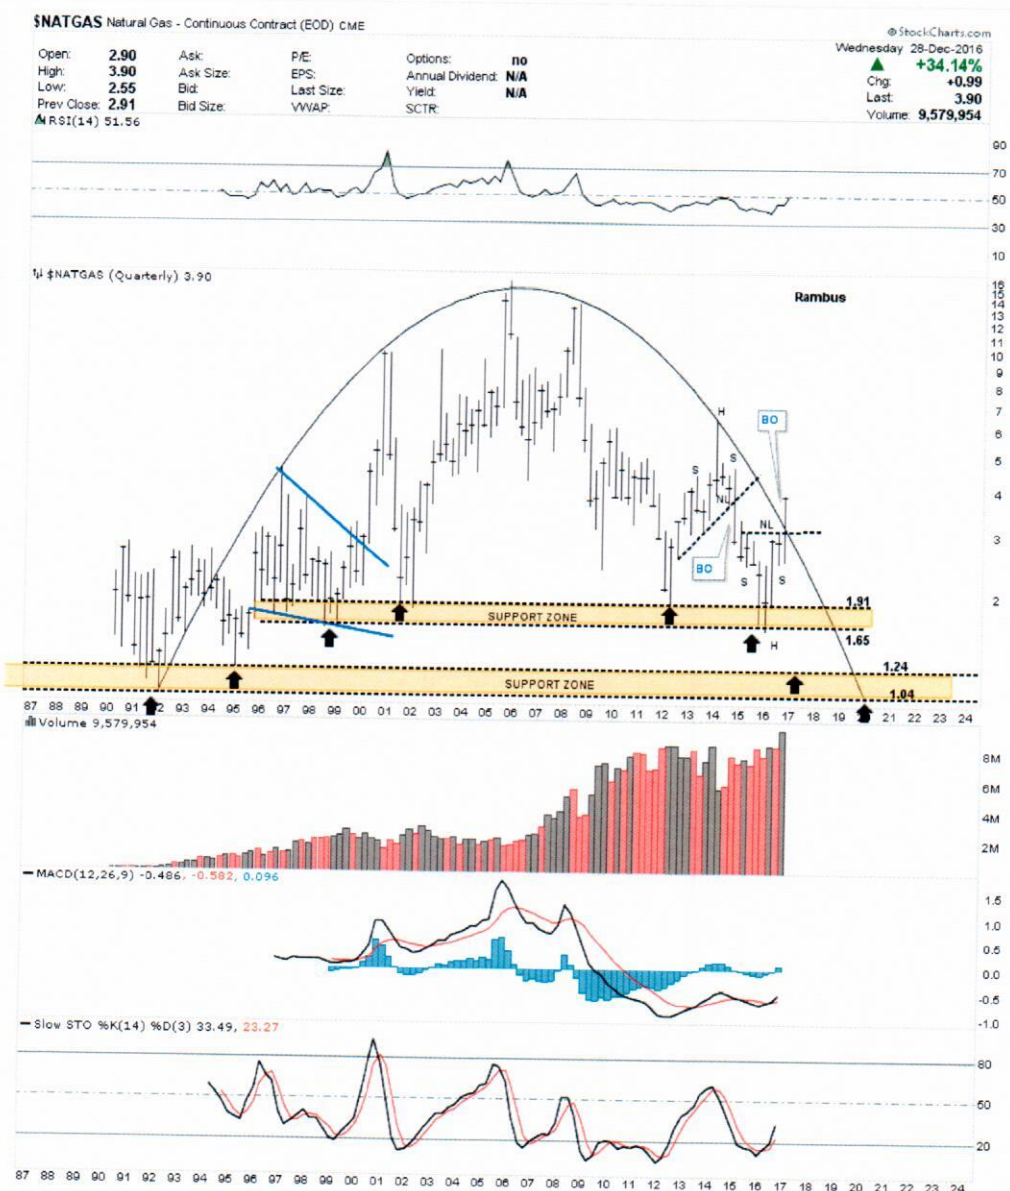 $NATGAS Natural Gas - Continuous Contract (EOD) CME
© StockCharts.com
Wednesday 28-Dec-2016
Open: 2.90 Ask: P/E: Options: no ▲ +34.14%
High: 3.90 Ask Size: EPS: Annual Dividend: N/A Chg: +0.99
Low: 2.55 Bid: Last Size: Yield: N/A Last: 3.90
Prev Close: 2.91 Bid Size: VWAP: SCTR: Volume: 9,579,954
RSI(14) 51.56
90
70
50
30
10
$NATGAS (Quarterly) 3.90
Rambus
16
15
14
13
12
11
10
9
8
7
6
5
4
3
2
1
H
BO
S
S
NL
NL
BO
S
S
H
1.91
SUPPORT ZONE
1.65
1.24
SUPPORT ZONE
1.04
87 88 89 90 91 92 93 94 95 96 97 98 99 00 01 02 03 04 05 06 07 08 09 10 11 12 13 14 15 16 17 18 19 20 21 22 23 24
Volume 9,579,954
8M
6M
4M
2M
MACD(12,26,9) -0.486, -0.582, 0.096
1.5
1.0
0.5
0.0
-0.5
-1.0
Slow STO %K(14) %D(3) 33.49, 23.27
80
50
20
87 88 89 90 91 92 93 94 95 96 97 98 99 00 01 02 03 04 05 06 07 08 09 10 11 12 13 14 15 16 17 18 19 20 21 22 23 24